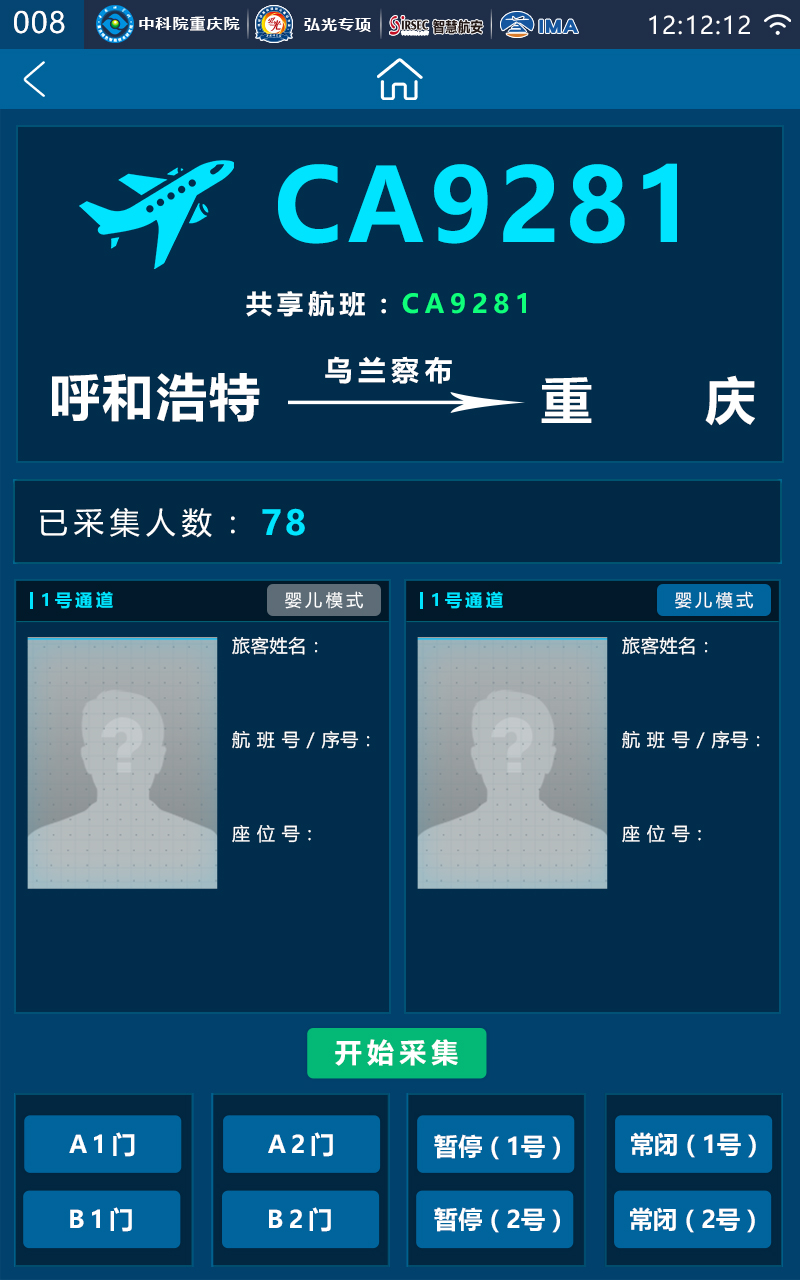 008 中科院重庆院 弘光专项 SiRSEC 智慧航安 IMA 12:12:12
CA9281
共享航班：CA9281
乌兰察布
呼和浩特 重 庆
已采集人数： 78
1号通道 婴儿模式 1号通道 婴儿模式
旅客姓名： 旅客姓名：
? ?
航 班 号 / 序号： 航 班 号 / 序号：
座 位 号： 座 位 号：
开始采集
A1门 A2门 暂停（1号） 常闭（1号）
B1门 B2门 暂停（2号） 常闭（2号）